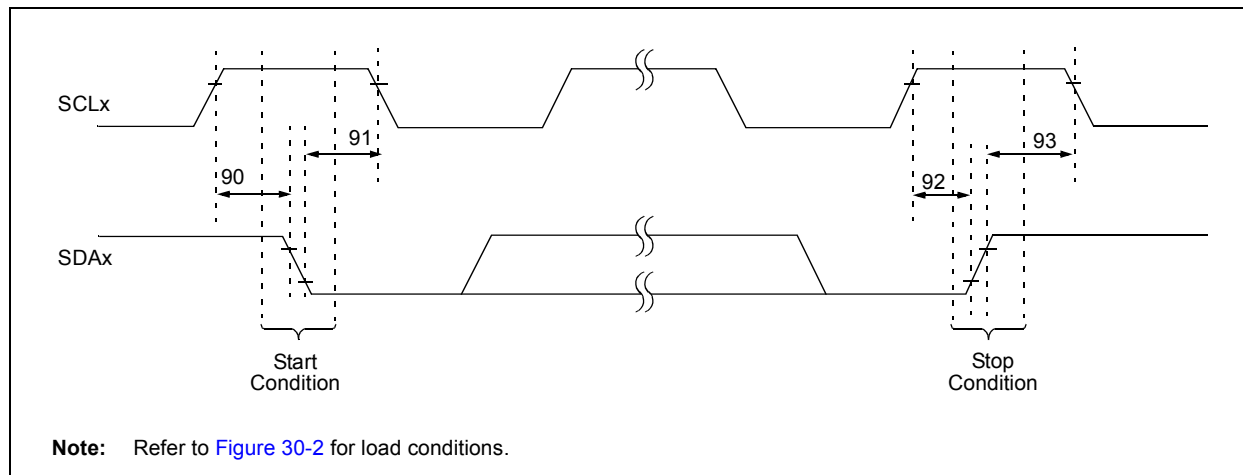 SCLx
91
93
90
92
SDAx
Start
Condition
Stop
Condition
Note: Refer to Figure 30-2 for load conditions.